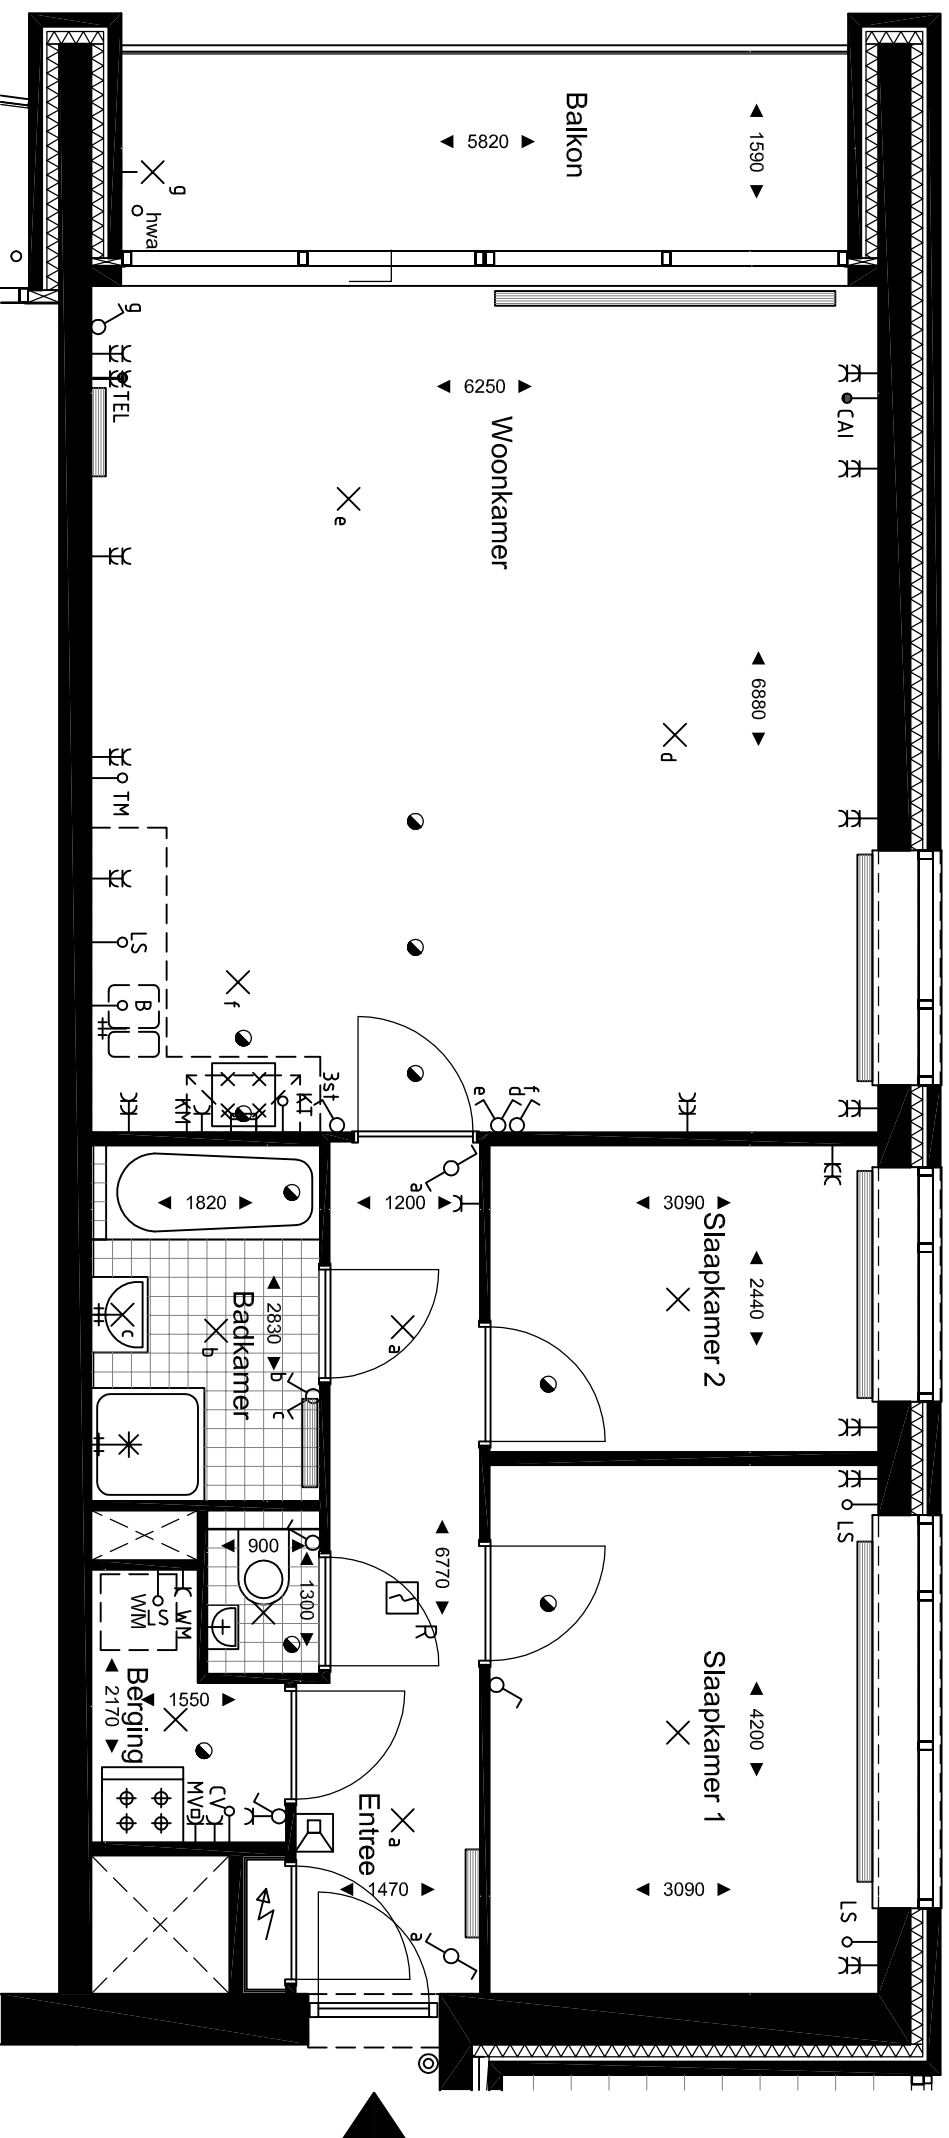 Balkon
5820
1590
g
hwa
g
TEL
6250
Woonkamer
CAI
e
6880
d
TM
LS
B
f
3st
KM
KT
e
d
f
a
1820
1200
3090
Slaapkamer 2
2440
Badkamer
2830
c
b
a
b
c
900
1300
6770
R
LS
WM
LS
WM
Berging
2170
1550
Slaapkamer 1
4200
MV
CV
Entree
a
1470
3090
a
LS